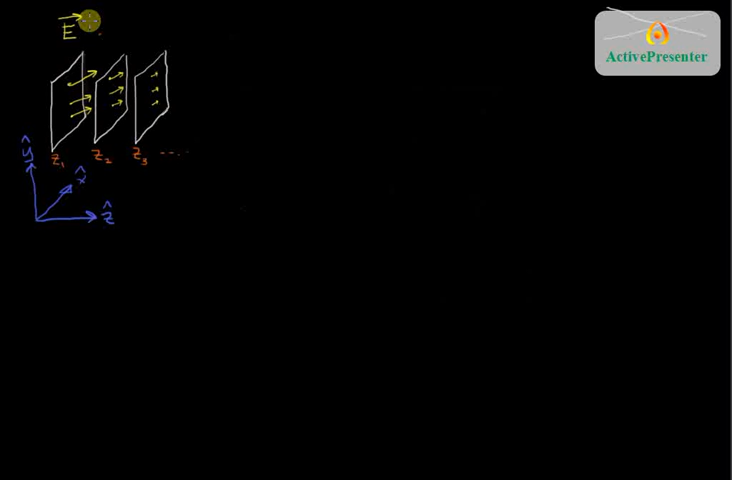 E⃗
ActivePresenter
z₁ z₂ z₃ .....
ŷ
x̂
ẑ